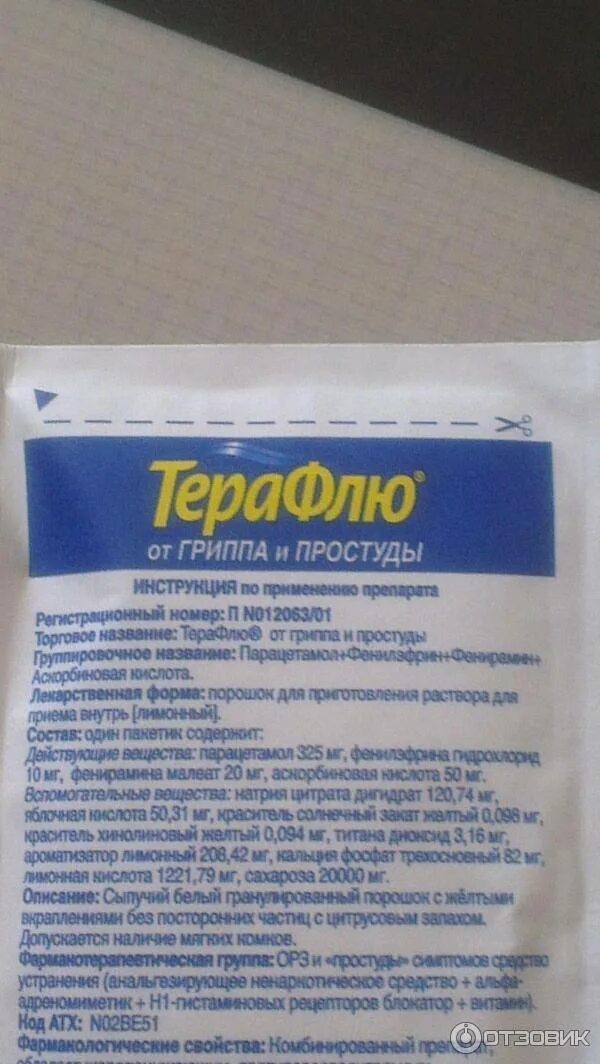 ТераФлю®
от ГРИППА и ПРОСТУДЫ
ИНСТРУКЦИЯ по применению препарата
Регистрационный номер: П N012063/01
Торговое название: ТераФлю® от гриппа и простуды
Группировочное название: Парацетамол+Фенилэфрин+Фенирамин+
Аскорбиновая кислота.
Лекарственная форма: порошок для приготовления раствора для
приема внутрь [лимонный].
Состав: один пакетик содержит:
Действующие вещества: парацетамол 325 мг, фенилэфрина гидрохлорид
10 мг, фенирамина малеат 20 мг, аскорбиновая кислота 50 мг.
Вспомогательные вещества: натрия цитрата дигидрат 120,74 мг,
яблочная кислота 50,31 мг, краситель солнечный закат желтый 0,098 мг,
краситель хинолиновый желтый 0,094 мг, титана диоксид 3,16 мг,
ароматизатор лимонный 208,42 мг, кальция фосфат трехосновный 82 мг,
лимонная кислота 1221,79 мг, сахароза 20000 мг.
Описание: Сыпучий белый гранулированный порошок с жёлтыми
вкраплениями без посторонних частиц с цитрусовым запахом.
Допускается наличие мягких комков.
Фармакотерапевтическая группа: ОРЗ и «простуды» симптомов средство
устранения (анальгезирующее ненаркотическое средство + альфа-
адреномиметик + H1-гистаминовых рецепторов блокатор + витамин).
Код АТХ: N02BE51
Фармакологические свойства: Комбинированный
ОТЗОВИК